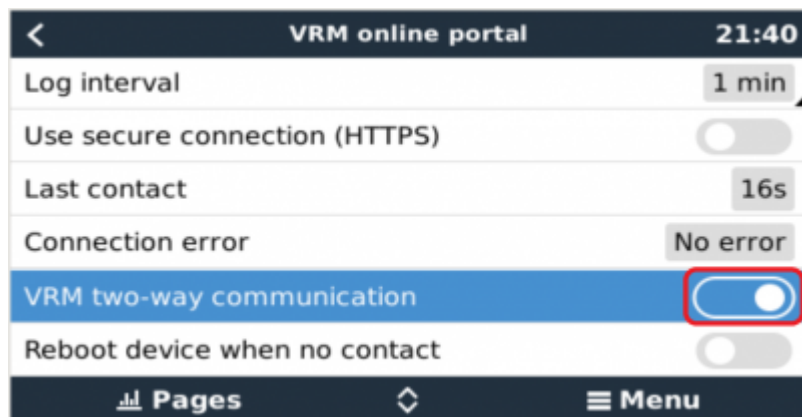 VRM online portal 21:40
Log interval 1 min
Use secure connection (HTTPS)
Last contact 16s
Connection error No error
VRM two-way communication
Reboot device when no contact
Pages Menu